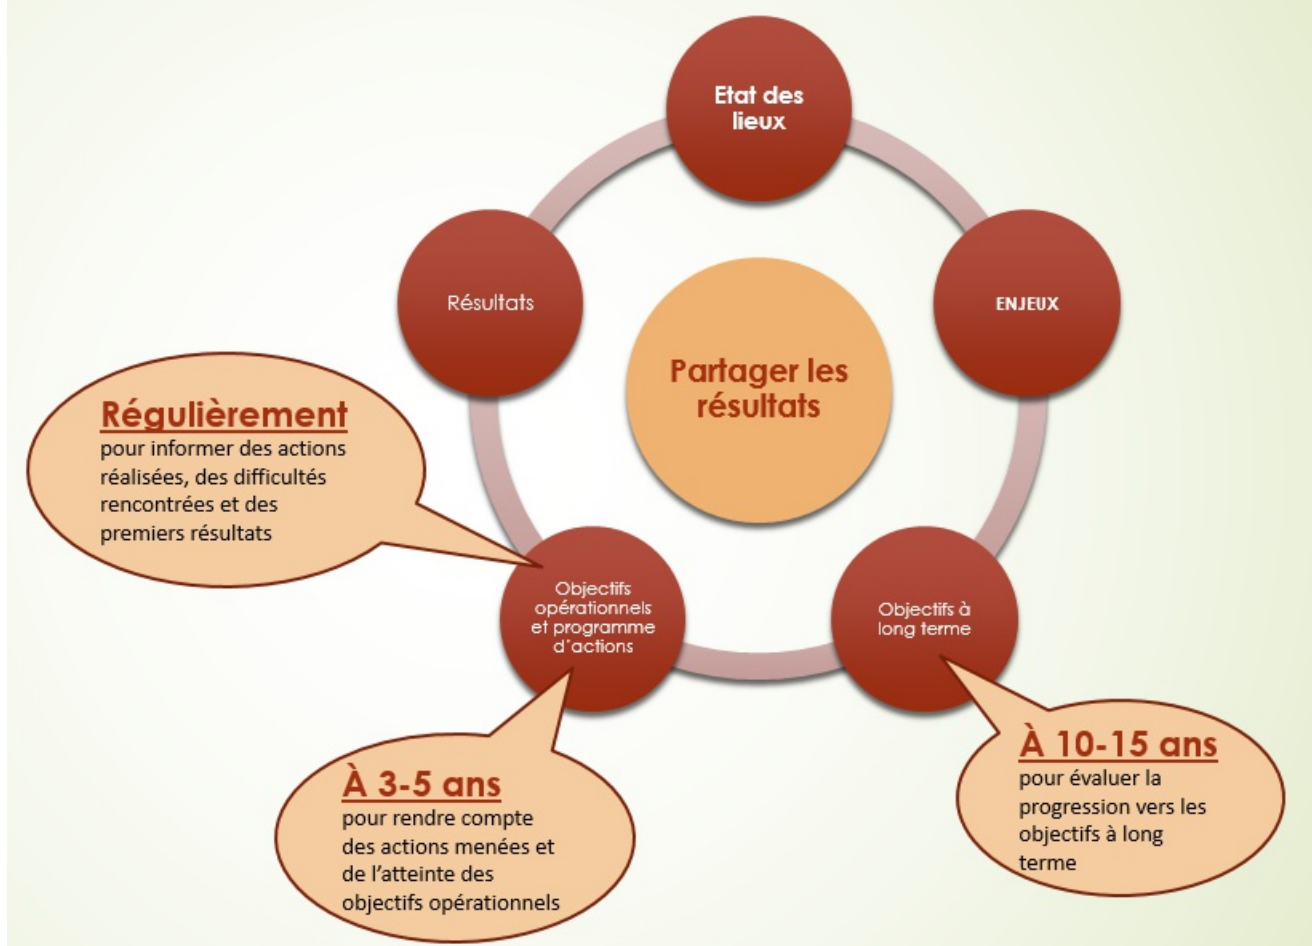 Etat des
lieux
Résultats
ENJEUX
Partager les
résultats
Régulièrement
pour informer des actions
réalisées, des difficultés
rencontrées et des
premiers résultats
Objectifs
opérationnels
et programme
d'actions
Objectifs à
long terme
À 3-5 ans
pour rendre compte
des actions menées et
de l'atteinte des
objectifs opérationnels
À 10-15 ans
pour évaluer la
progression vers les
objectifs à long
terme